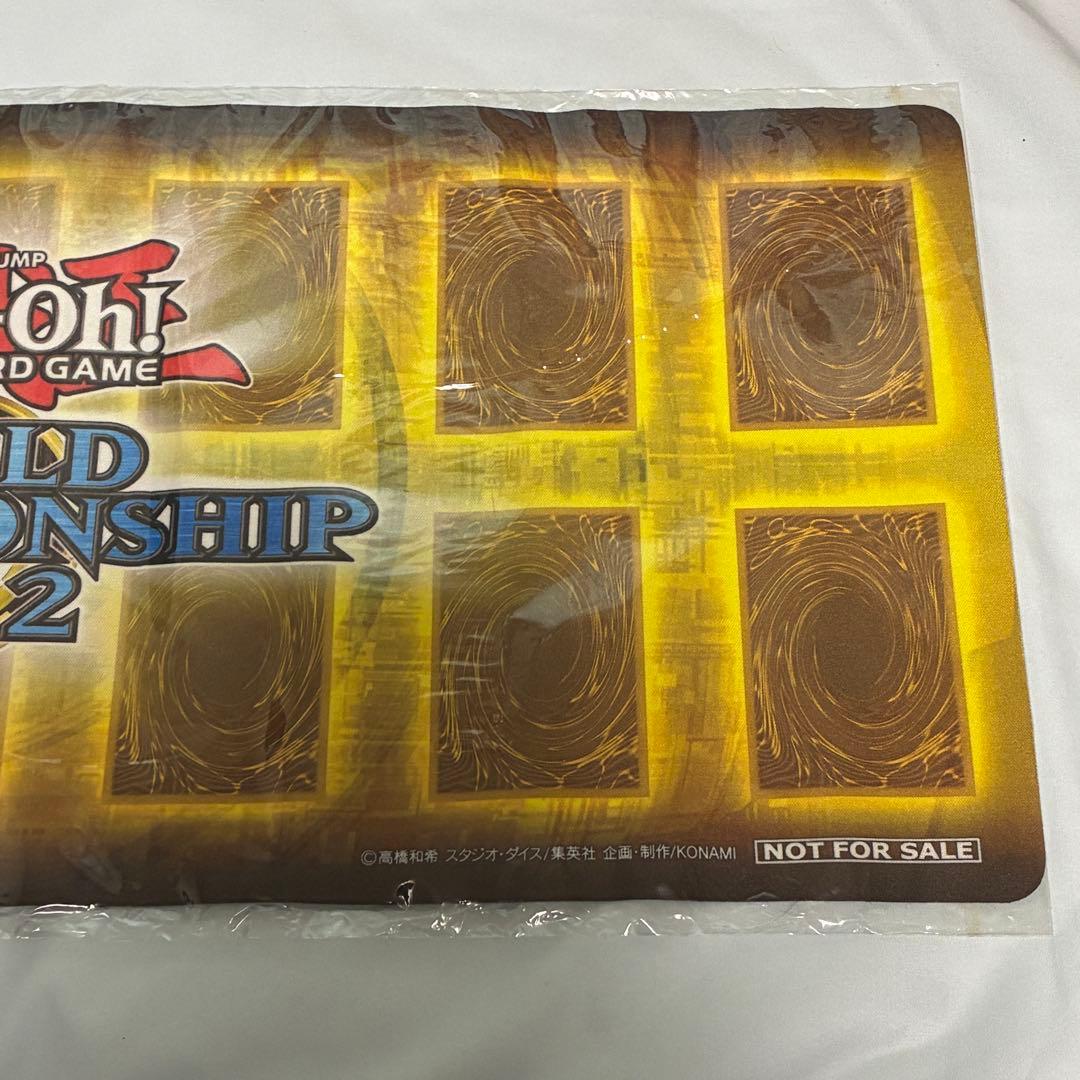 UMP
-Oh!
RD GAME
LD
ONSHIP
2
©高橋和希 スタジオ・ダイス/集英社 企画・制作/KONAMI
NOT FOR SALE